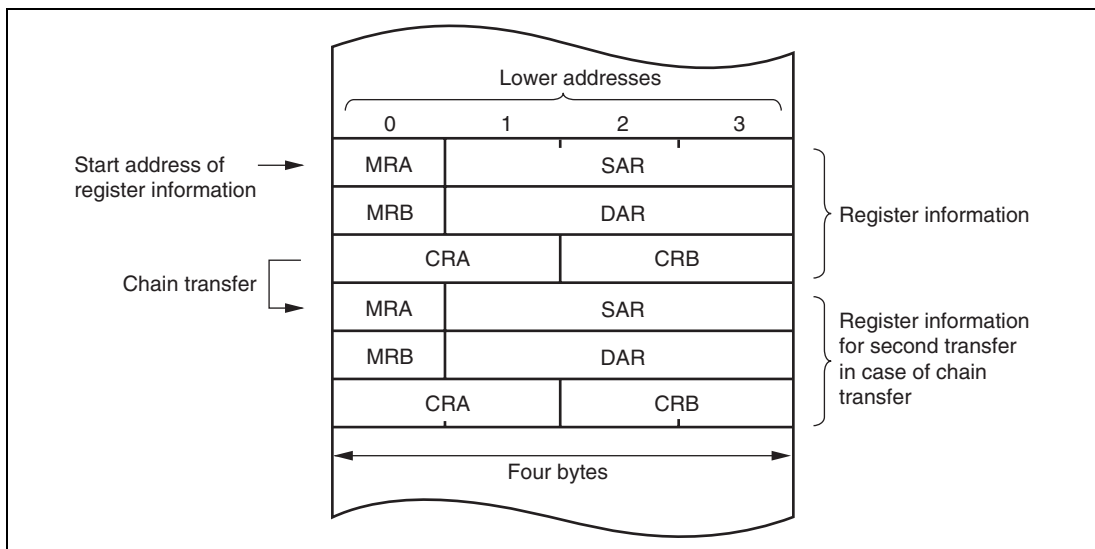 Lower addresses
0 1 2 3
Start address of
register information
MRA SAR
MRB DAR
CRA CRB
Register information
Chain transfer
MRA SAR
MRB DAR
CRA CRB
Register information
for second transfer
in case of chain
transfer
Four bytes